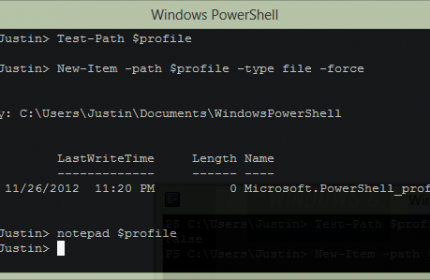 Windows PowerShell
Justin> Test-Path $profile
Justin> New-Item -path $profile -type file -force
y: C:\Users\Justin\Documents\WindowsPowerShell
LastWriteTime Length Name
------------- ------ ----
11/26/2012 11:20 PM 0 Microsoft.PowerShell_prof
Justin> notepad $profile
Justin>
PS C:\Users\Justin> Test-Path $prof
False
PS C:\Users\Justin> New-Item -path